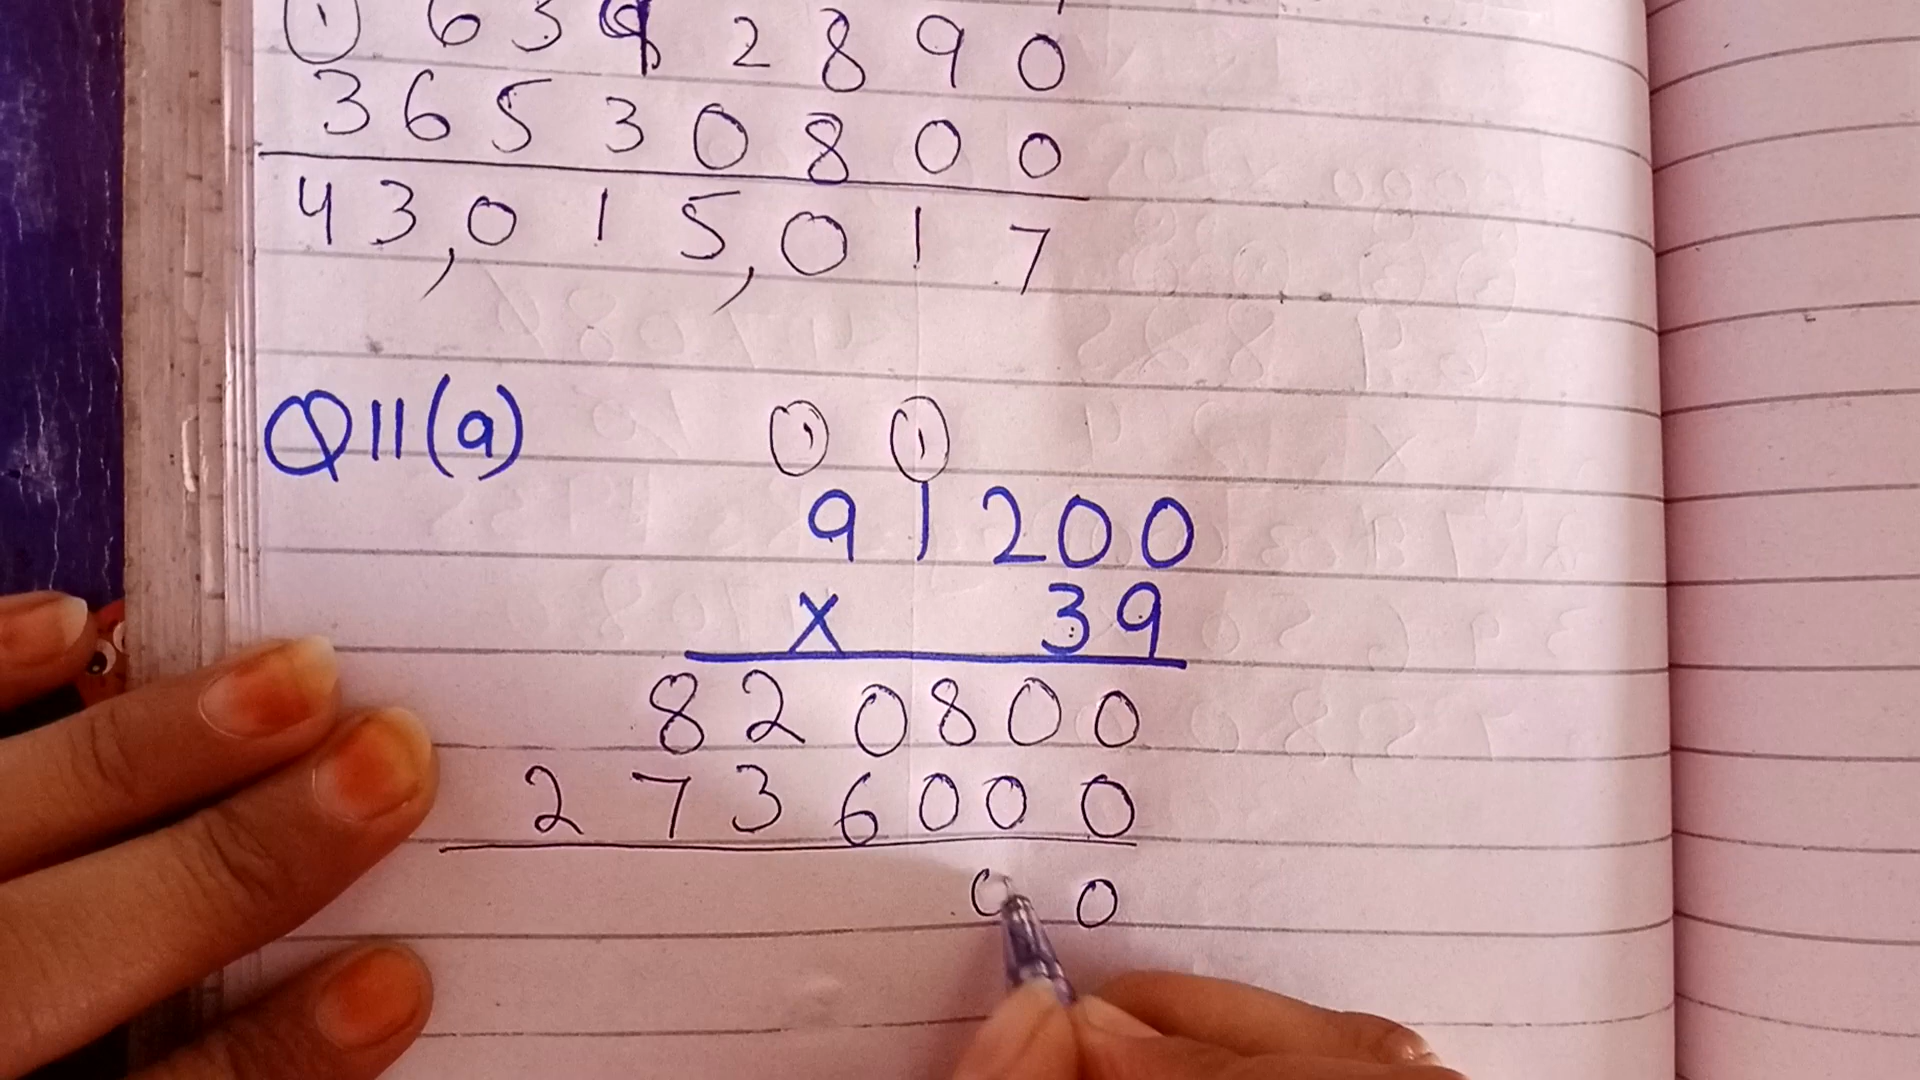 ① 6 3 9 2 8 9 0
3 6 5 3 0 8 0 0
4 3 , 0 1 5 , 0 1 7
Q11(a)
① ①
9 1 2 0 0
x 3 9
8 2 0 8 0 0
2 7 3 6 0 0 0
0 0